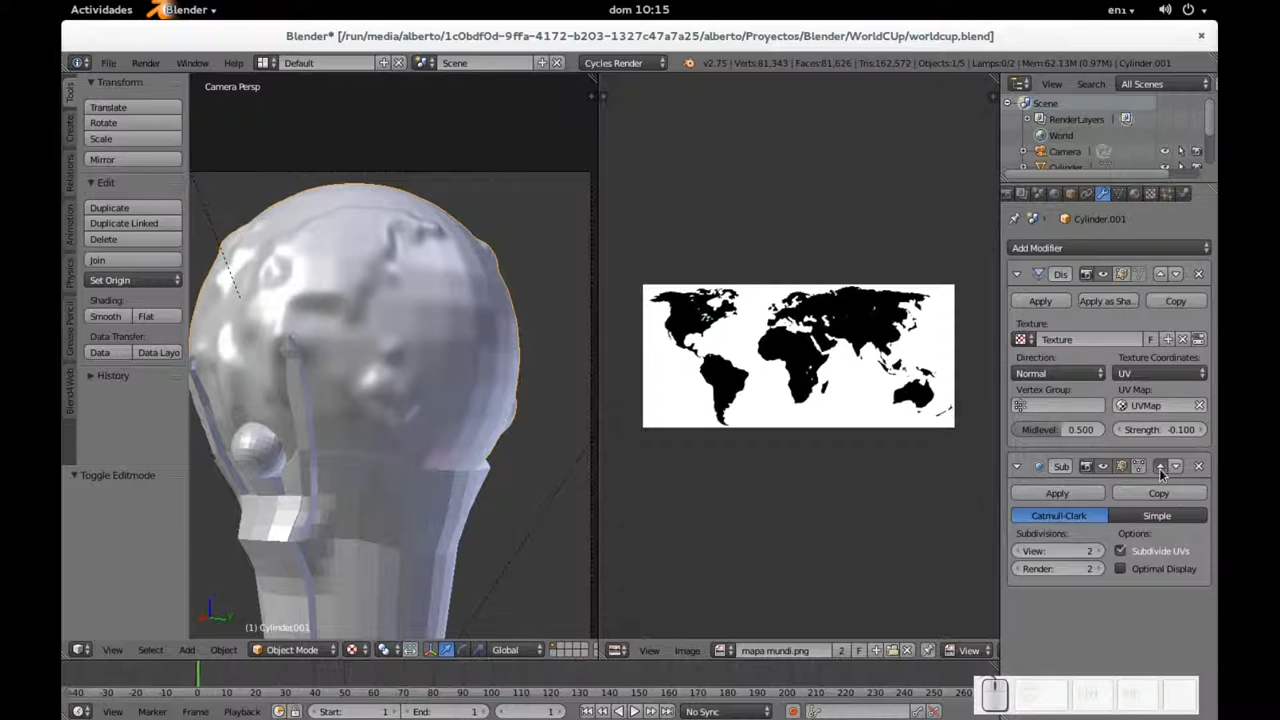 Actividades Blender dom 10:15 en1
Blender* [/run/media/alberto/1c0bdf0d-9ffa-4172-b203-1327c47a7a25/alberto/Proyectos/Blender/WorldCUp/worldcup.blend]
File Render Window Help Default Scene Cycles Render v2.75 | Verts:81,343 | Faces:81,626 | Tris:162,572 | Objects:1/5 | Lamps:0/2 | Mem:62.13M (0.97M) | Cylinder.001
Tools
Create
Relations
Animation
Physics
Grease Pencil
Blend4Web
Transform
Translate
Rotate
Scale
Mirror
Edit
Duplicate
Duplicate Linked
Delete
Join
Set Origin
Shading:
Smooth Flat
Data Transfer:
Data Data Layo
History
Toggle Editmode
Camera Persp
(1) Cylinder.001
View Search All Scenes
Scene
RenderLayers
World
Camera
Cylinder
Cylinder.001
Add Modifier
Dis
Apply Apply as Sha... Copy
Texture:
Texture F
Direction: Texture Coordinates:
Normal UV
Vertex Group: UV Map:
UVMap
Midlevel: 0.500 Strength: -0.100
Sub
Apply Copy
Catmull-Clark Simple
Subdivisions: Options:
View: 2 Subdivide UVs
Render: 2 Optimal Display
View Select Add Object Object Mode Global
View Image mapa mundi.png 2 F View
-40 -30 -20 -10 0 10 20 30 40 50 60 70 80 90 100 110 120 130 140 150 160 170 180 190 200 210 220 230 240 250 260
View Marker Frame Playback Start: 1 End: 1 1 No Sync